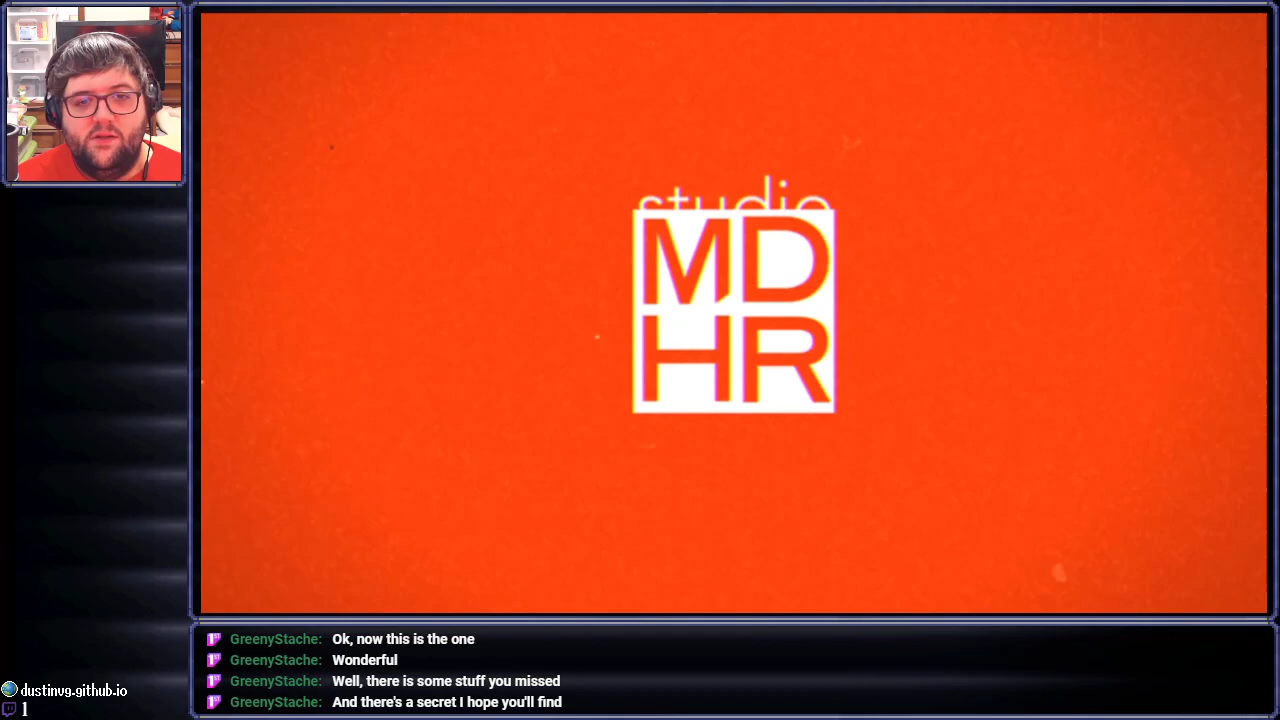 studio
MD
HR
GreenyStache: Ok, now this is the one
GreenyStache: Wonderful
GreenyStache: Well, there is some stuff you missed
GreenyStache: And there's a secret I hope you'll find
dustinvg.github.io
1